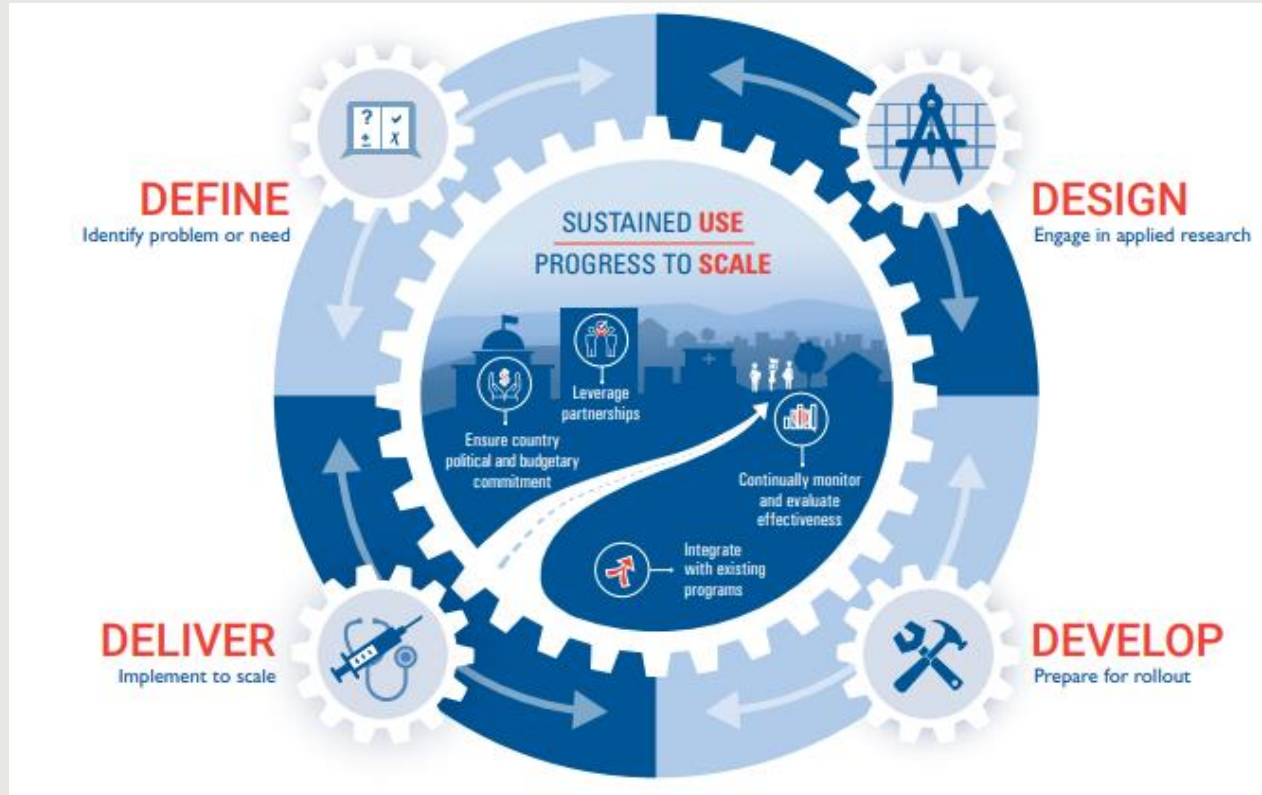 DEFINE
Identify problem or need
DESIGN
Engage in applied research
SUSTAINED USE
PROGRESS TO SCALE
Leverage
partnerships
Ensure country
political and budgetary
commitment
Continually monitor
and evaluate
effectiveness
Integrate
with existing
programs
DELIVER
Implement to scale
DEVELOP
Prepare for rollout